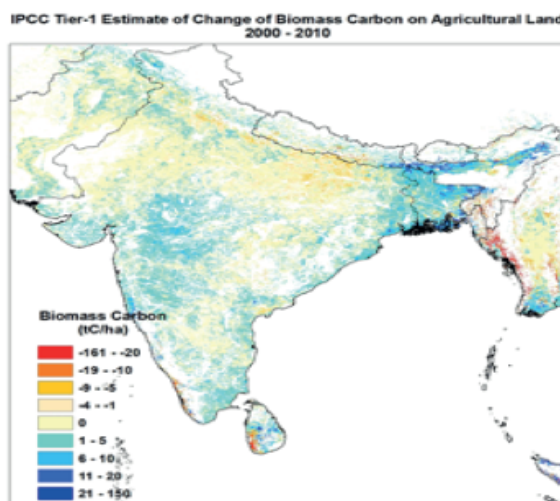 IPCC Tier-1 Estimate of Change of Biomass Carbon on Agricultural Land
2000 - 2010
Biomass Carbon
(tC/ha)
-161 - -20
-19 - -10
-9 - -5
-4 - -1
0
1 - 5
6 - 10
11 - 20
21 - 150